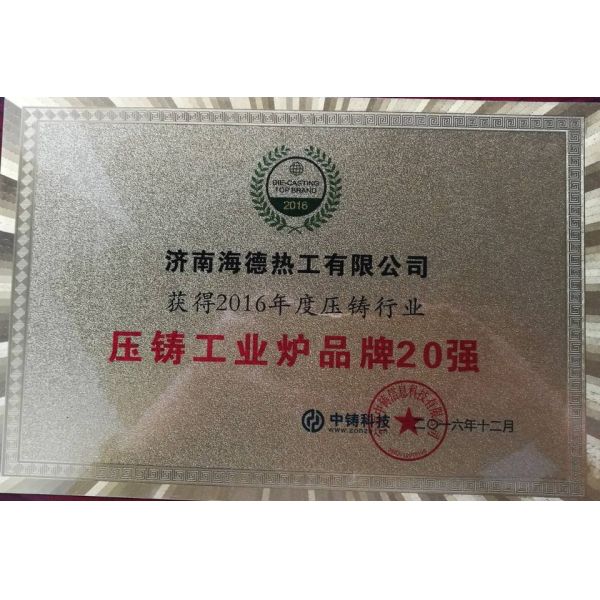 DIE-CASTING
TOP BRAND
2016
济南海德热工有限公司
获得2016年度压铸行业
压铸工业炉品牌20强
中铸科技
二〇一六年十二月